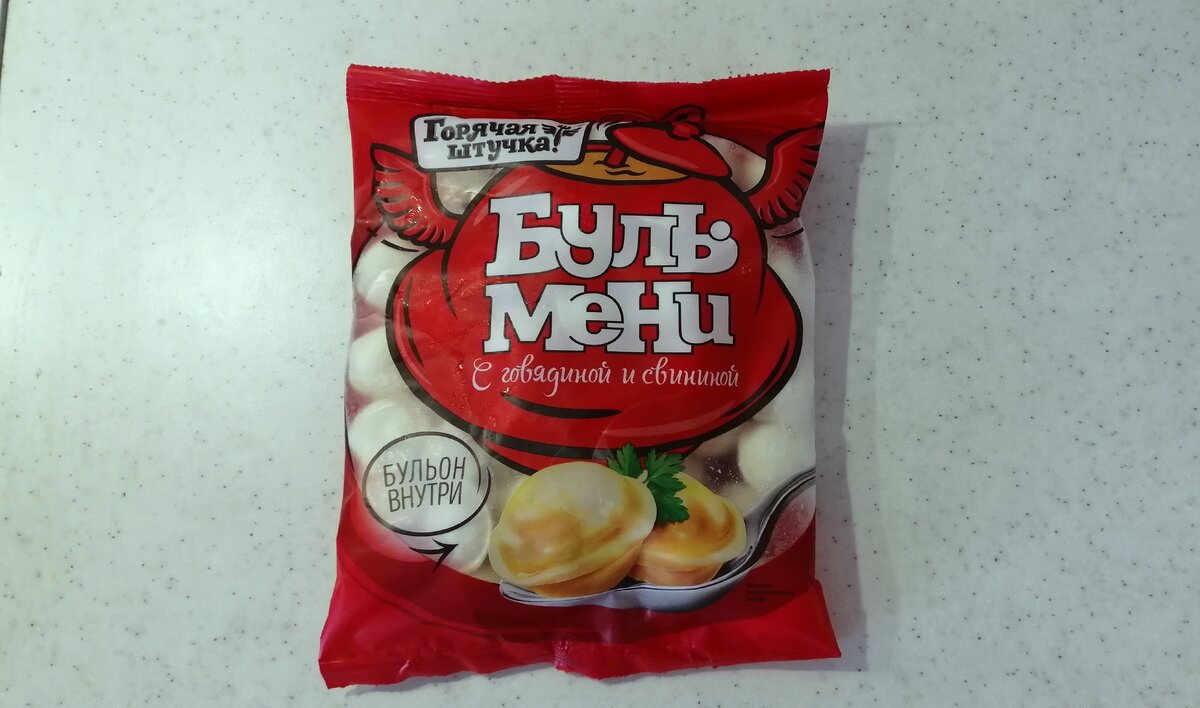 Горячая
штучка!
Буль
мени
с говядиной и свининой
БУЛЬОН
ВНУТРИ